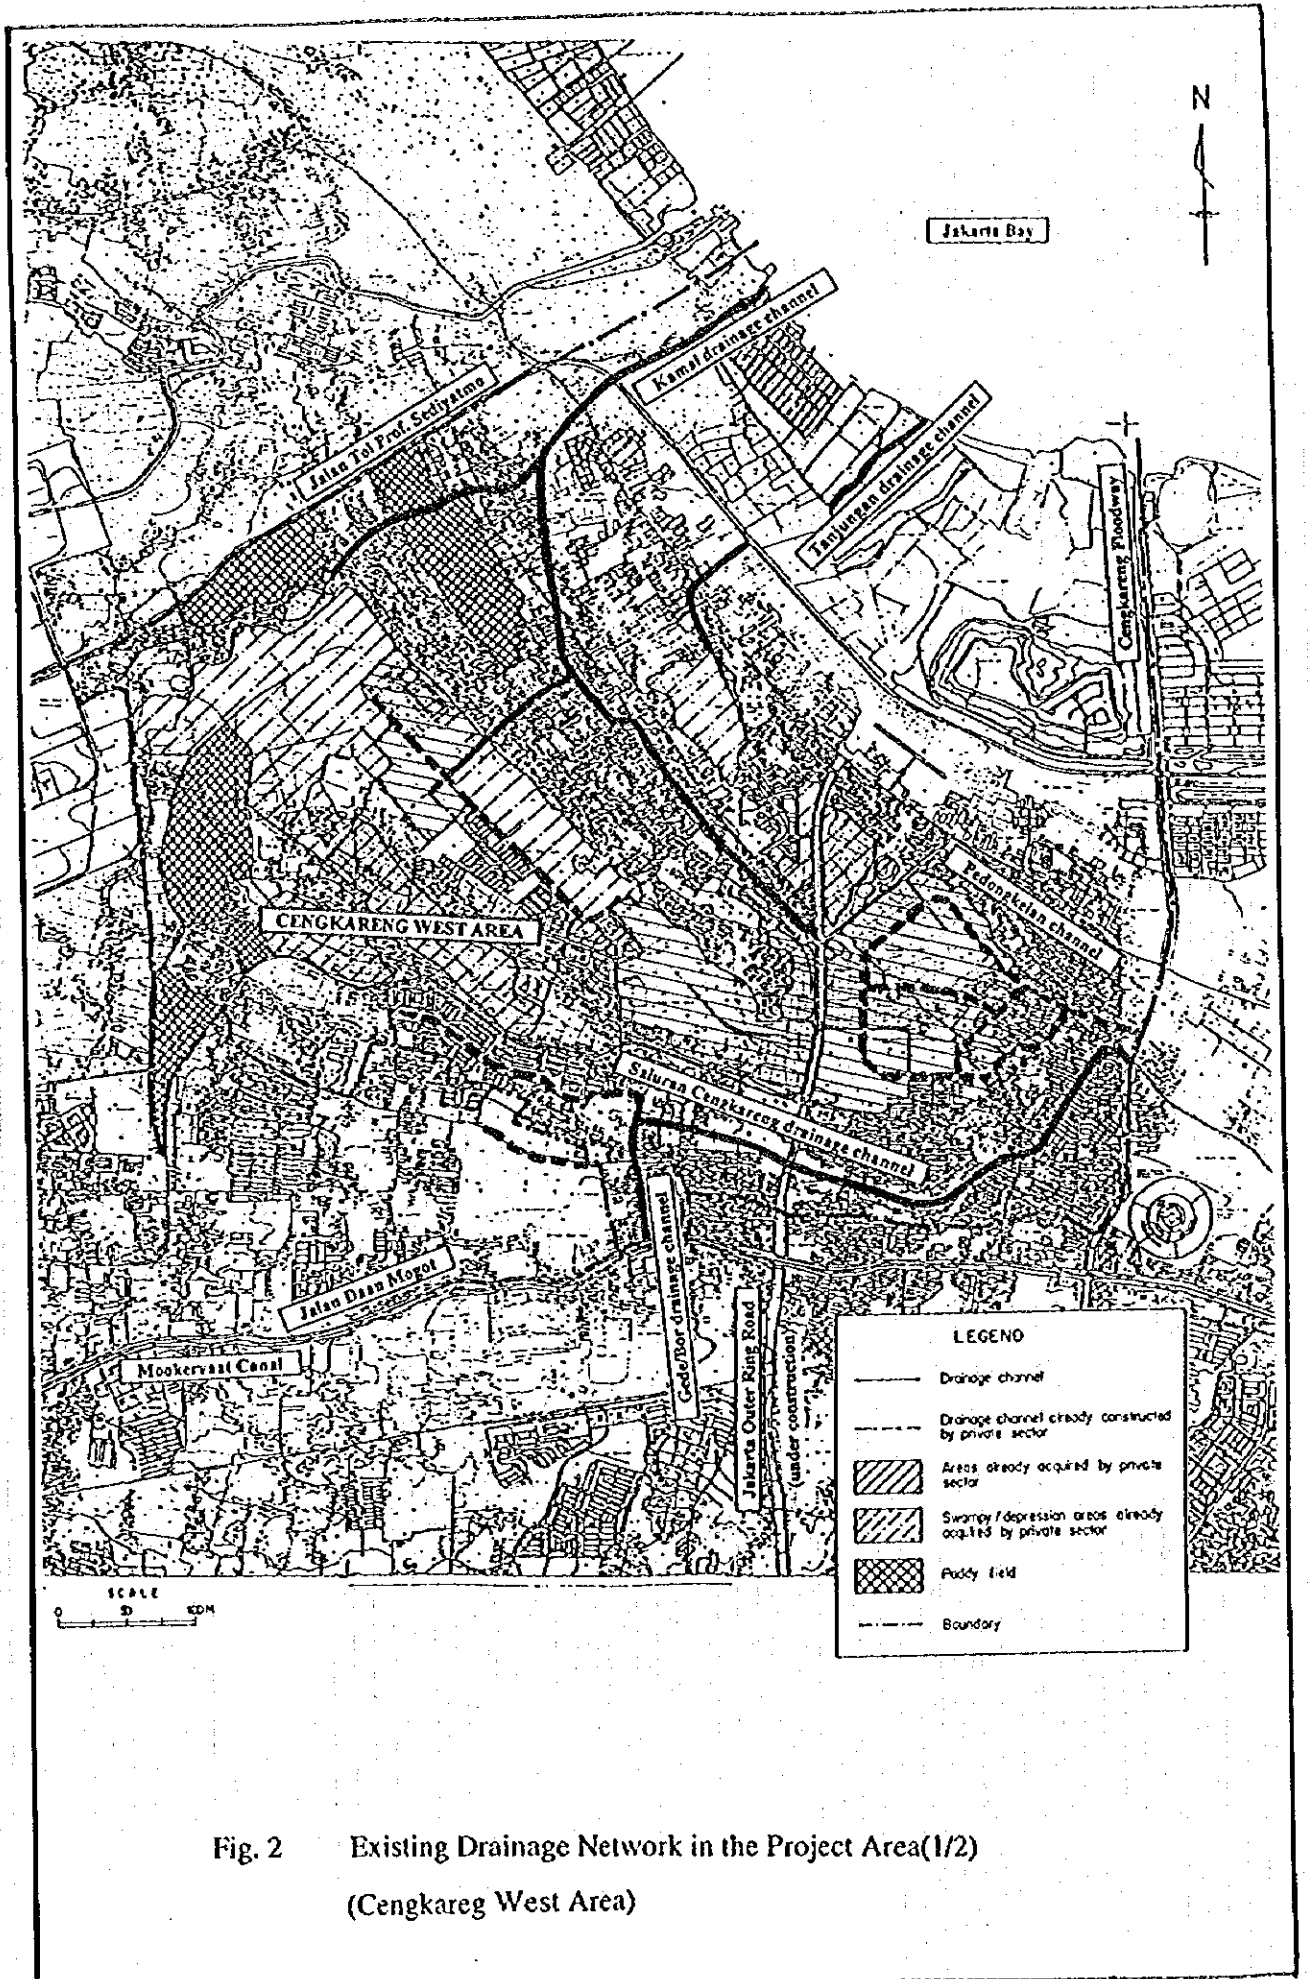 N
Jakarta Bay
Kamal drainage channel
Jalan Tol Prof. Sediyatmo
Tanjungan drainage channel
Cengkareng Floodway
Pedongkelan channel
CENGKARENG WEST AREA
Saluran Cengkareng drainage channel
Gede/Bor drainage channel
Jalan Daan Mogot
Jakarta Outer Ring Road
(under construction)
Mookervaat Canal
LEGEND
Drainage channel
Drainage channel already constructed
by private sector
Areas already acquired by private
sector
Swampy/depression areas already
acquired by private sector
Paddy field
Boundary
SCALE
0 50 100M
Fig. 2 Existing Drainage Network in the Project Area(1/2)
(Cengkareg West Area)